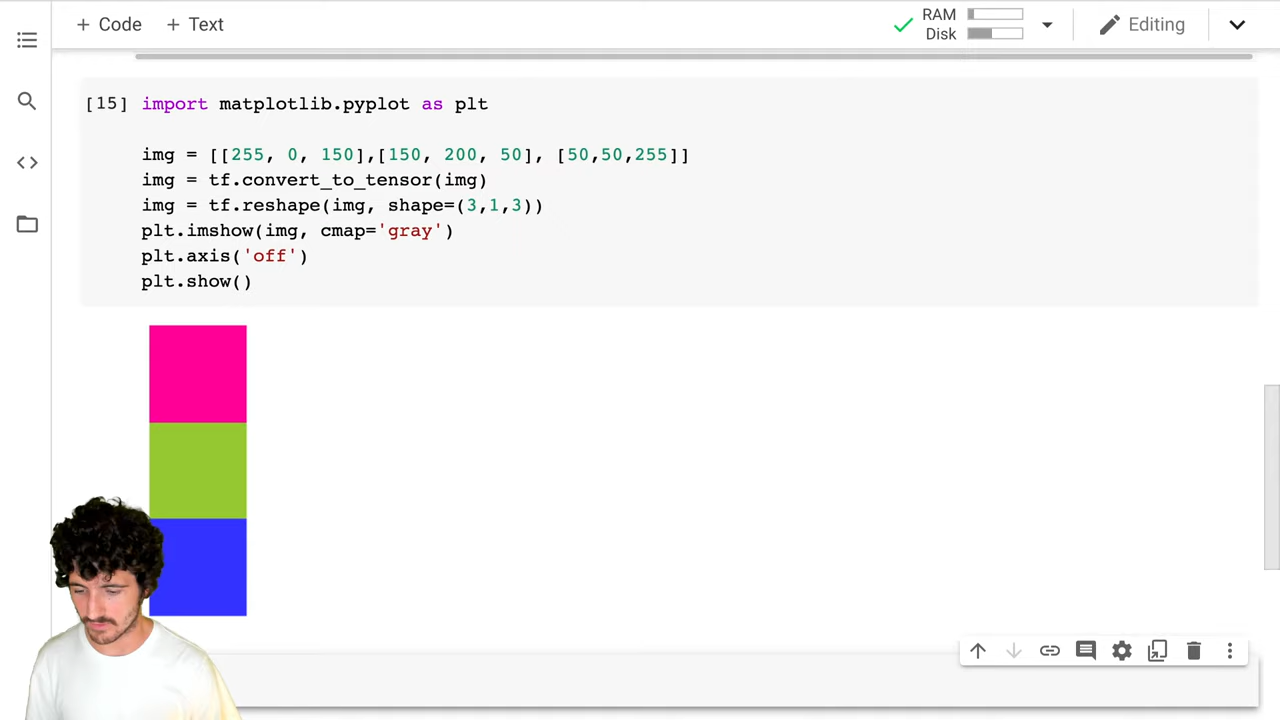 + Code + Text
RAM
Disk
Editing
[15] import matplotlib.pyplot as plt
img = [[255, 0, 150],[150, 200, 50], [50,50,255]]
img = tf.convert_to_tensor(img)
img = tf.reshape(img, shape=(3,1,3))
plt.imshow(img, cmap='gray')
plt.axis('off')
plt.show()